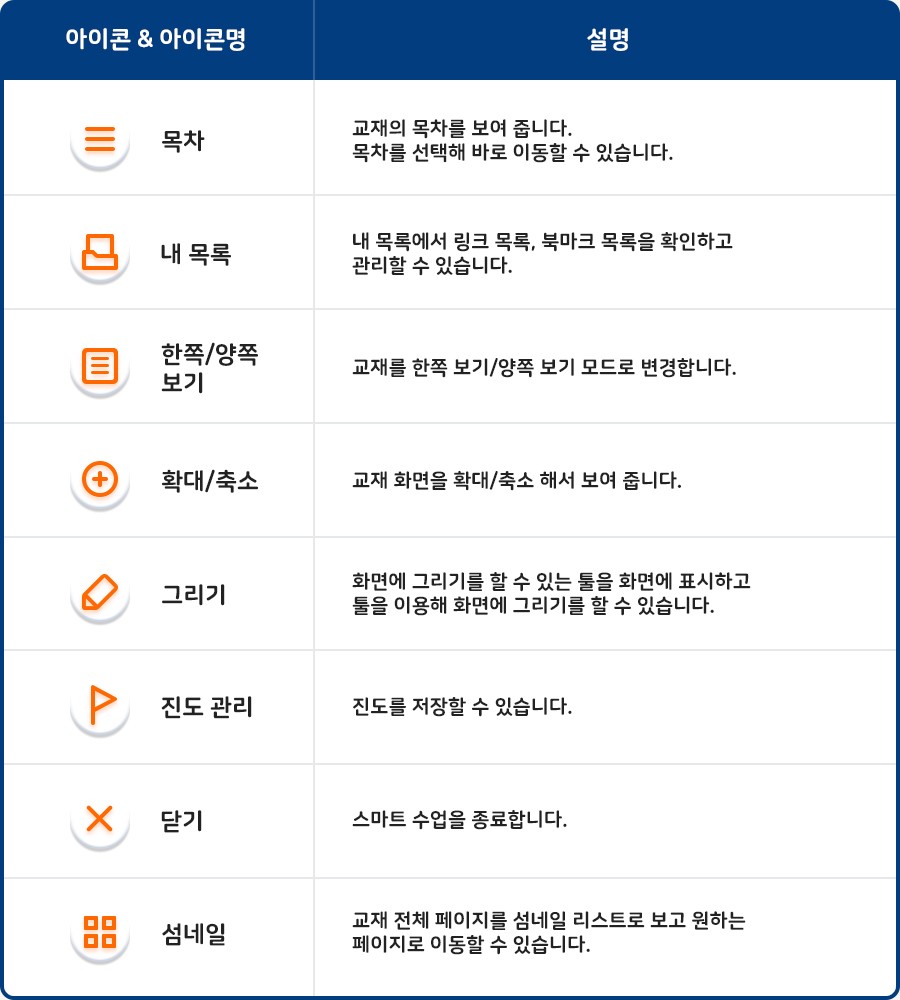 아이콘 & 아이콘명
설명
목차
교재의 목차를 보여 줍니다.
목차를 선택해 바로 이동할 수 있습니다.
내 목록
내 목록에서 링크 목록, 북마크 목록을 확인하고
관리할 수 있습니다.
한쪽/양쪽
보기
교재를 한쪽 보기/양쪽 보기 모드로 변경합니다.
확대/축소
교재 화면을 확대/축소 해서 보여 줍니다.
그리기
화면에 그리기를 할 수 있는 툴을 화면에 표시하고
툴을 이용해 화면에 그리기를 할 수 있습니다.
진도 관리
진도를 저장할 수 있습니다.
닫기
스마트 수업을 종료합니다.
섬네일
교재 전체 페이지를 섬네일 리스트로 보고 원하는
페이지로 이동할 수 있습니다.